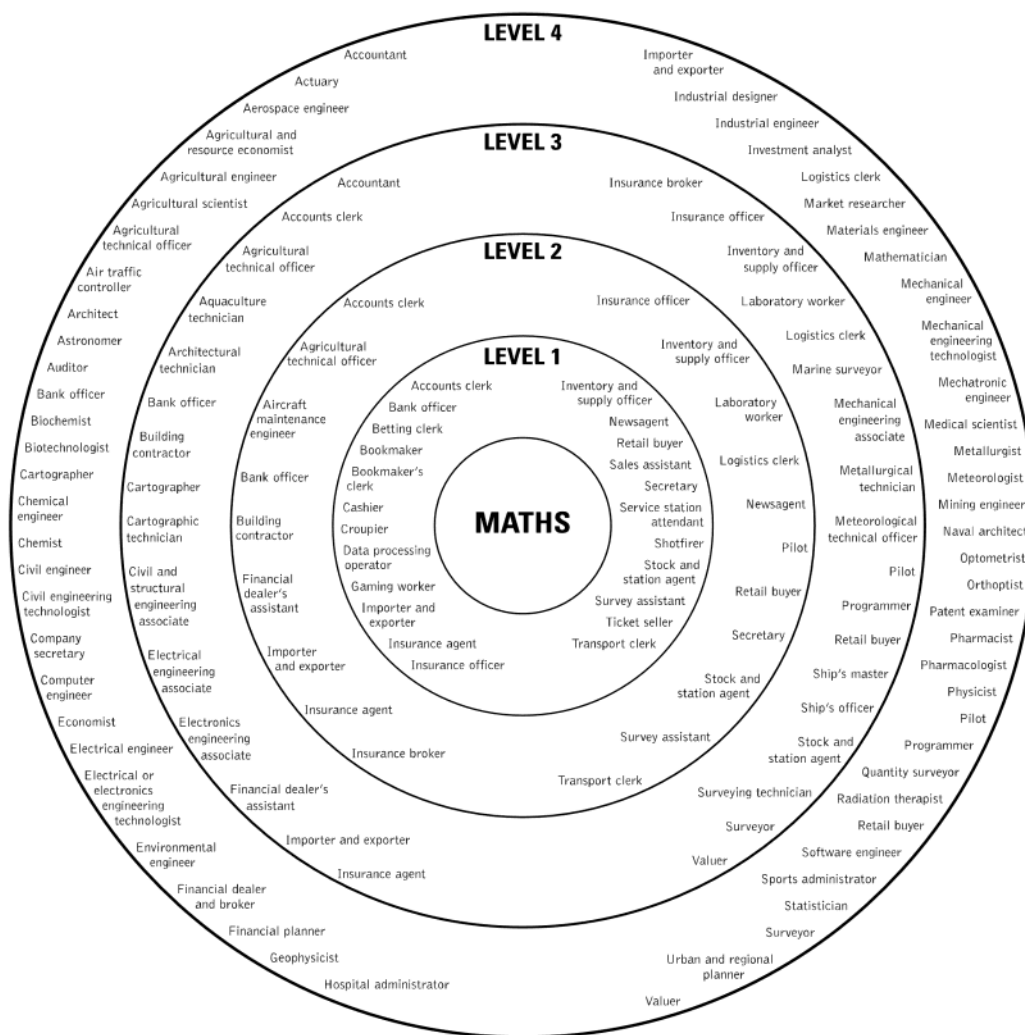 LEVEL 4
Accountant
Actuary
Aerospace engineer
Agricultural and
resource economist
Agricultural engineer
Agricultural scientist
Agricultural
technical officer
Air traffic
controller
Architect
Astronomer
Auditor
Bank officer
Biochemist
Biotechnologist
Cartographer
Chemical
engineer
Chemist
Civil engineer
Civil engineering
technologist
Company
secretary
Computer
engineer
Economist
Electrical engineer
Electrical or
electronics
engineering
technologist
Environmental
engineer
Financial dealer
and broker
Financial planner
Geophysicist
Hospital administrator
Importer
and exporter
Industrial designer
Industrial engineer
Investment analyst
Logistics clerk
Market researcher
Materials engineer
Mathematician
Mechanical
engineer
Mechanical
engineering
technologist
Mechatronic
engineer
Medical scientist
Metallurgist
Meteorologist
Mining engineer
Naval architect
Optometrist
Orthoptist
Patent examiner
Pharmacist
Pharmacologist
Physicist
Pilot
Programmer
Quantity surveyor
Radiation therapist
Retail buyer
Software engineer
Sports administrator
Statistician
Surveyor
Urban and regional
planner
Valuer
LEVEL 3
Accountant
Accounts clerk
Agricultural
technical officer
Aquaculture
technician
Architectural
technician
Bank officer
Building
contractor
Cartographer
Cartographic
technician
Civil and
structural
engineering
associate
Electrical
engineering
associate
Electronics
engineering
associate
Financial dealer's
assistant
Importer and exporter
Insurance agent
Insurance broker
Insurance officer
Inventory and
supply officer
Laboratory worker
Logistics clerk
Marine surveyor
Mechanical
engineering
associate
Metallurgical
technician
Meteorological
technical officer
Pilot
Programmer
Retail buyer
Ship's master
Ship's officer
Stock and
station agent
Surveying technician
Surveyor
Valuer
LEVEL 2
Accounts clerk
Agricultural
technical officer
Aircraft
maintenance
engineer
Bank officer
Building
contractor
Financial
dealer's
assistant
Importer
and exporter
Insurance agent
Insurance broker
Insurance officer
Inventory and
supply officer
Laboratory
worker
Logistics clerk
Newsagent
Pilot
Retail buyer
Secretary
Stock and
station agent
Survey assistant
Transport clerk
LEVEL 1
Accounts clerk
Bank officer
Betting clerk
Bookmaker
Bookmaker's
clerk
Cashier
Croupier
Data processing
operator
Gaming worker
Importer and
exporter
Insurance agent
Insurance officer
Inventory and
supply officer
Newsagent
Retail buyer
Sales assistant
Secretary
Service station
attendant
Shotfirer
Stock and
station agent
Survey assistant
Ticket seller
Transport clerk
MATHS